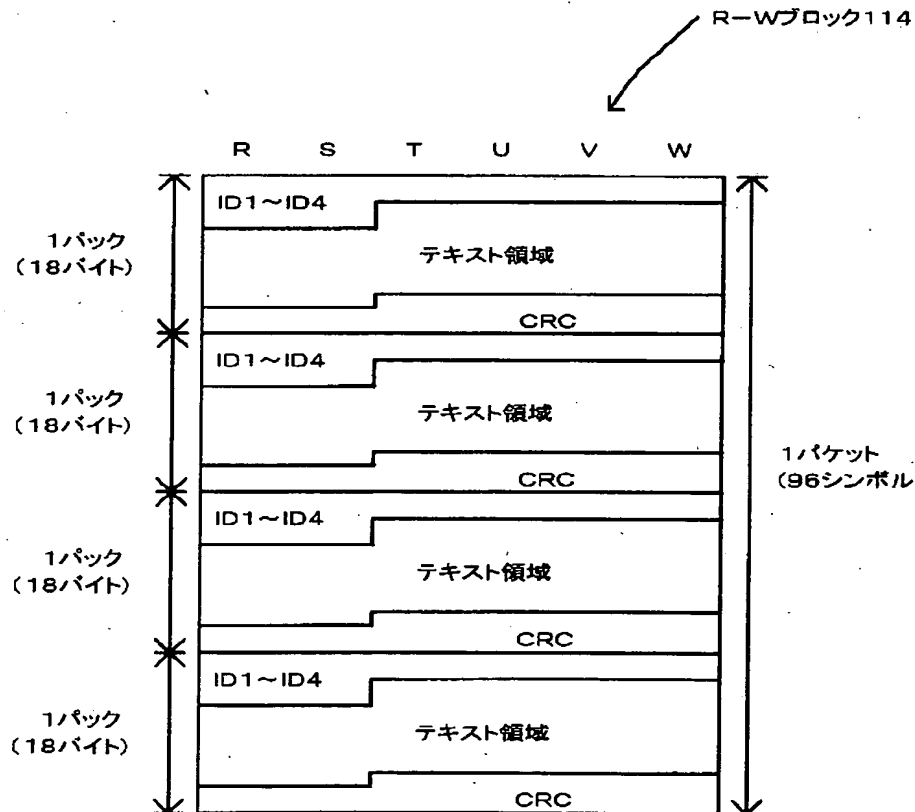 R-Wブロック114
R S T U V W
ID1～ID4
1パック
(18バイト)
テキスト領域
CRC
ID1～ID4
1パック
(18バイト)
テキスト領域
CRC
1パケット
(96シンボル
ID1～ID4
1パック
(18バイト)
テキスト領域
CRC
ID1～ID4
1パック
(18バイト)
テキスト領域
CRC